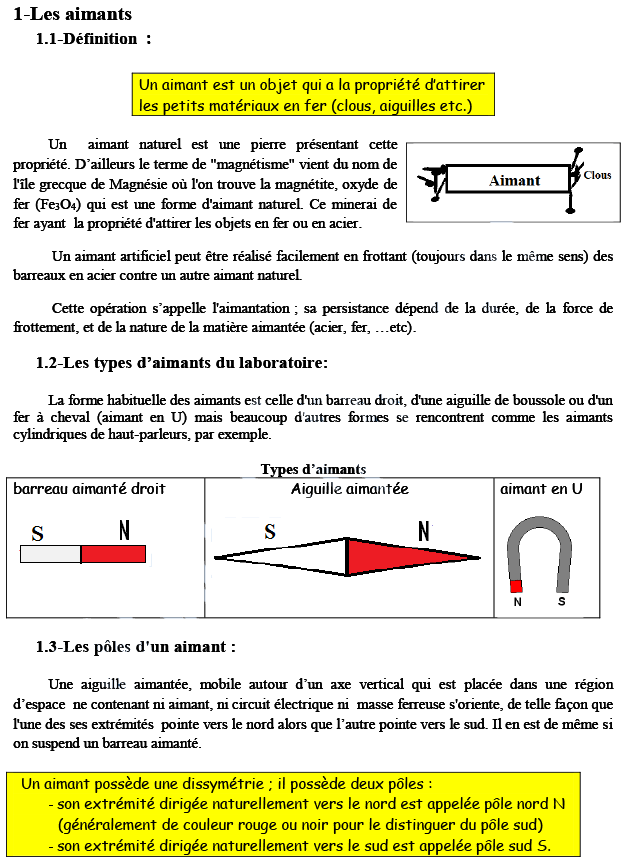 1-Les aimants
1.1-Définition :
Un aimant est un objet qui a la propriété d'attirer
les petits matériaux en fer (clous, aiguilles etc.)
Un aimant naturel est une pierre présentant cette
propriété. D'ailleurs le terme de "magnétisme" vient du nom de
l'île grecque de Magnésie où l'on trouve la magnétite, oxyde de
fer (Fe₃O₄) qui est une forme d'aimant naturel. Ce minerai de
fer ayant la propriété d'attirer les objets en fer ou en acier.
Aimant
Clous
Un aimant artificiel peut être réalisé facilement en frottant (toujours dans le même sens) des
barreaux en acier contre un autre aimant naturel.
Cette opération s'appelle l'aimantation ; sa persistance dépend de la durée, de la force de
frottement, et de la nature de la matière aimantée (acier, fer, …etc).
1.2-Les types d'aimants du laboratoire:
La forme habituelle des aimants est celle d'un barreau droit, d'une aiguille de boussole ou d'un
fer à cheval (aimant en U) mais beaucoup d'autres formes se rencontrent comme les aimants
cylindriques de haut-parleurs, par exemple.
Types d'aimants
barreau aimanté droit
S N
Aiguille aimantée
S N
aimant en U
N S
1.3-Les pôles d'un aimant :
Une aiguille aimantée, mobile autour d'un axe vertical qui est placée dans une région
d'espace ne contenant ni aimant, ni circuit électrique ni masse ferreuse s'oriente, de telle façon que
l'une des ses extrémités pointe vers le nord alors que l'autre pointe vers le sud. Il en est de même si
on suspend un barreau aimanté.
Un aimant possède une dissymétrie ; il possède deux pôles :
- son extrémité dirigée naturellement vers le nord est appelée pôle nord N
(généralement de couleur rouge ou noir pour le distinguer du pôle sud)
- son extrémité dirigée naturellement vers le sud est appelée pôle sud S.